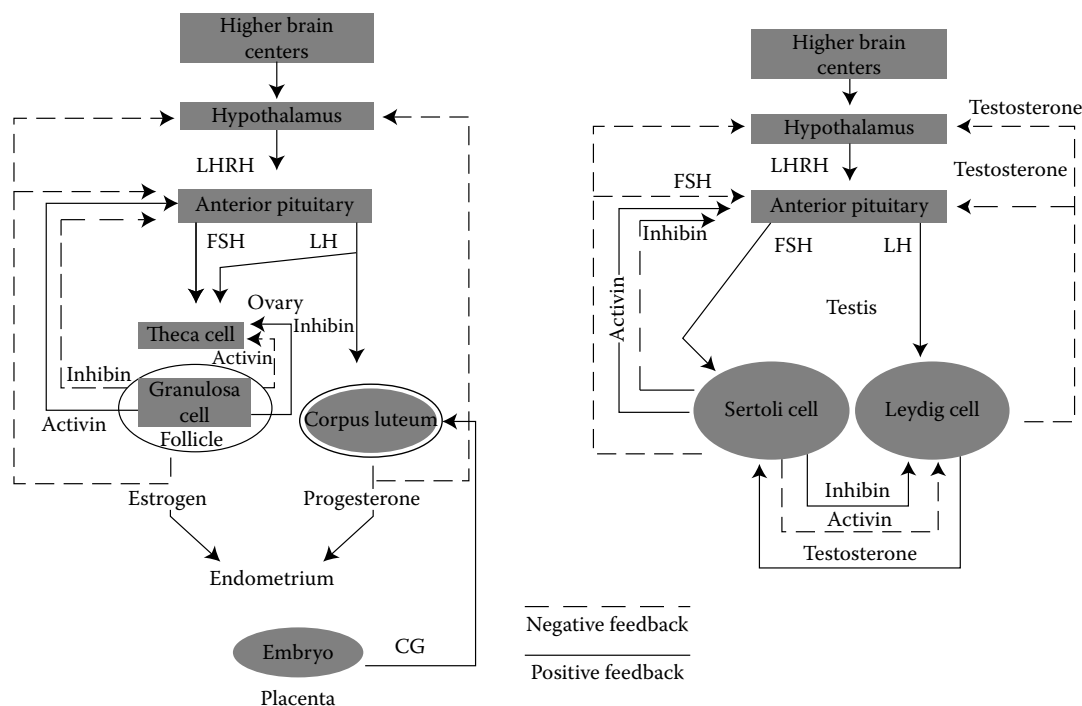 Higher brain
centers
Hypothalamus
LHRH
Anterior pituitary
FSH
LH
Ovary
Inhibin
Theca cell
Activin
Inhibin
Granulosa
cell
Activin
Follicle
Corpus luteum
Estrogen
Progesterone
Endometrium
Embryo
CG
Placenta
Higher brain
centers
Testosterone
Hypothalamus
LHRH
Testosterone
FSH
Anterior pituitary
Inhibin
FSH
LH
Activin
Testis
Sertoli cell
Leydig cell
Inhibin
Activin
Testosterone
Negative feedback
Positive feedback